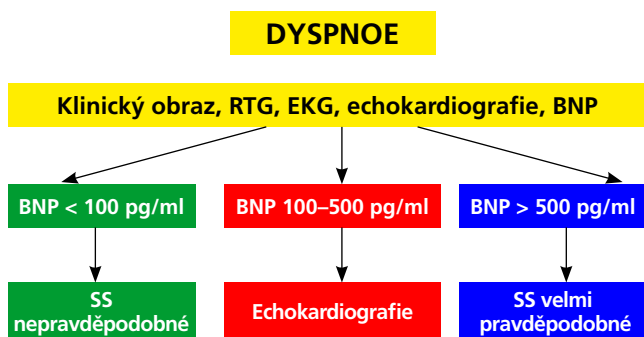 DYSPNOE
Klinický obraz, RTG, EKG, echokardiografie, BNP
BNP < 100 pg/ml
BNP 100–500 pg/ml
BNP > 500 pg/ml
SS
nepravděpodobné
Echokardiografie
SS velmi
pravděpodobné